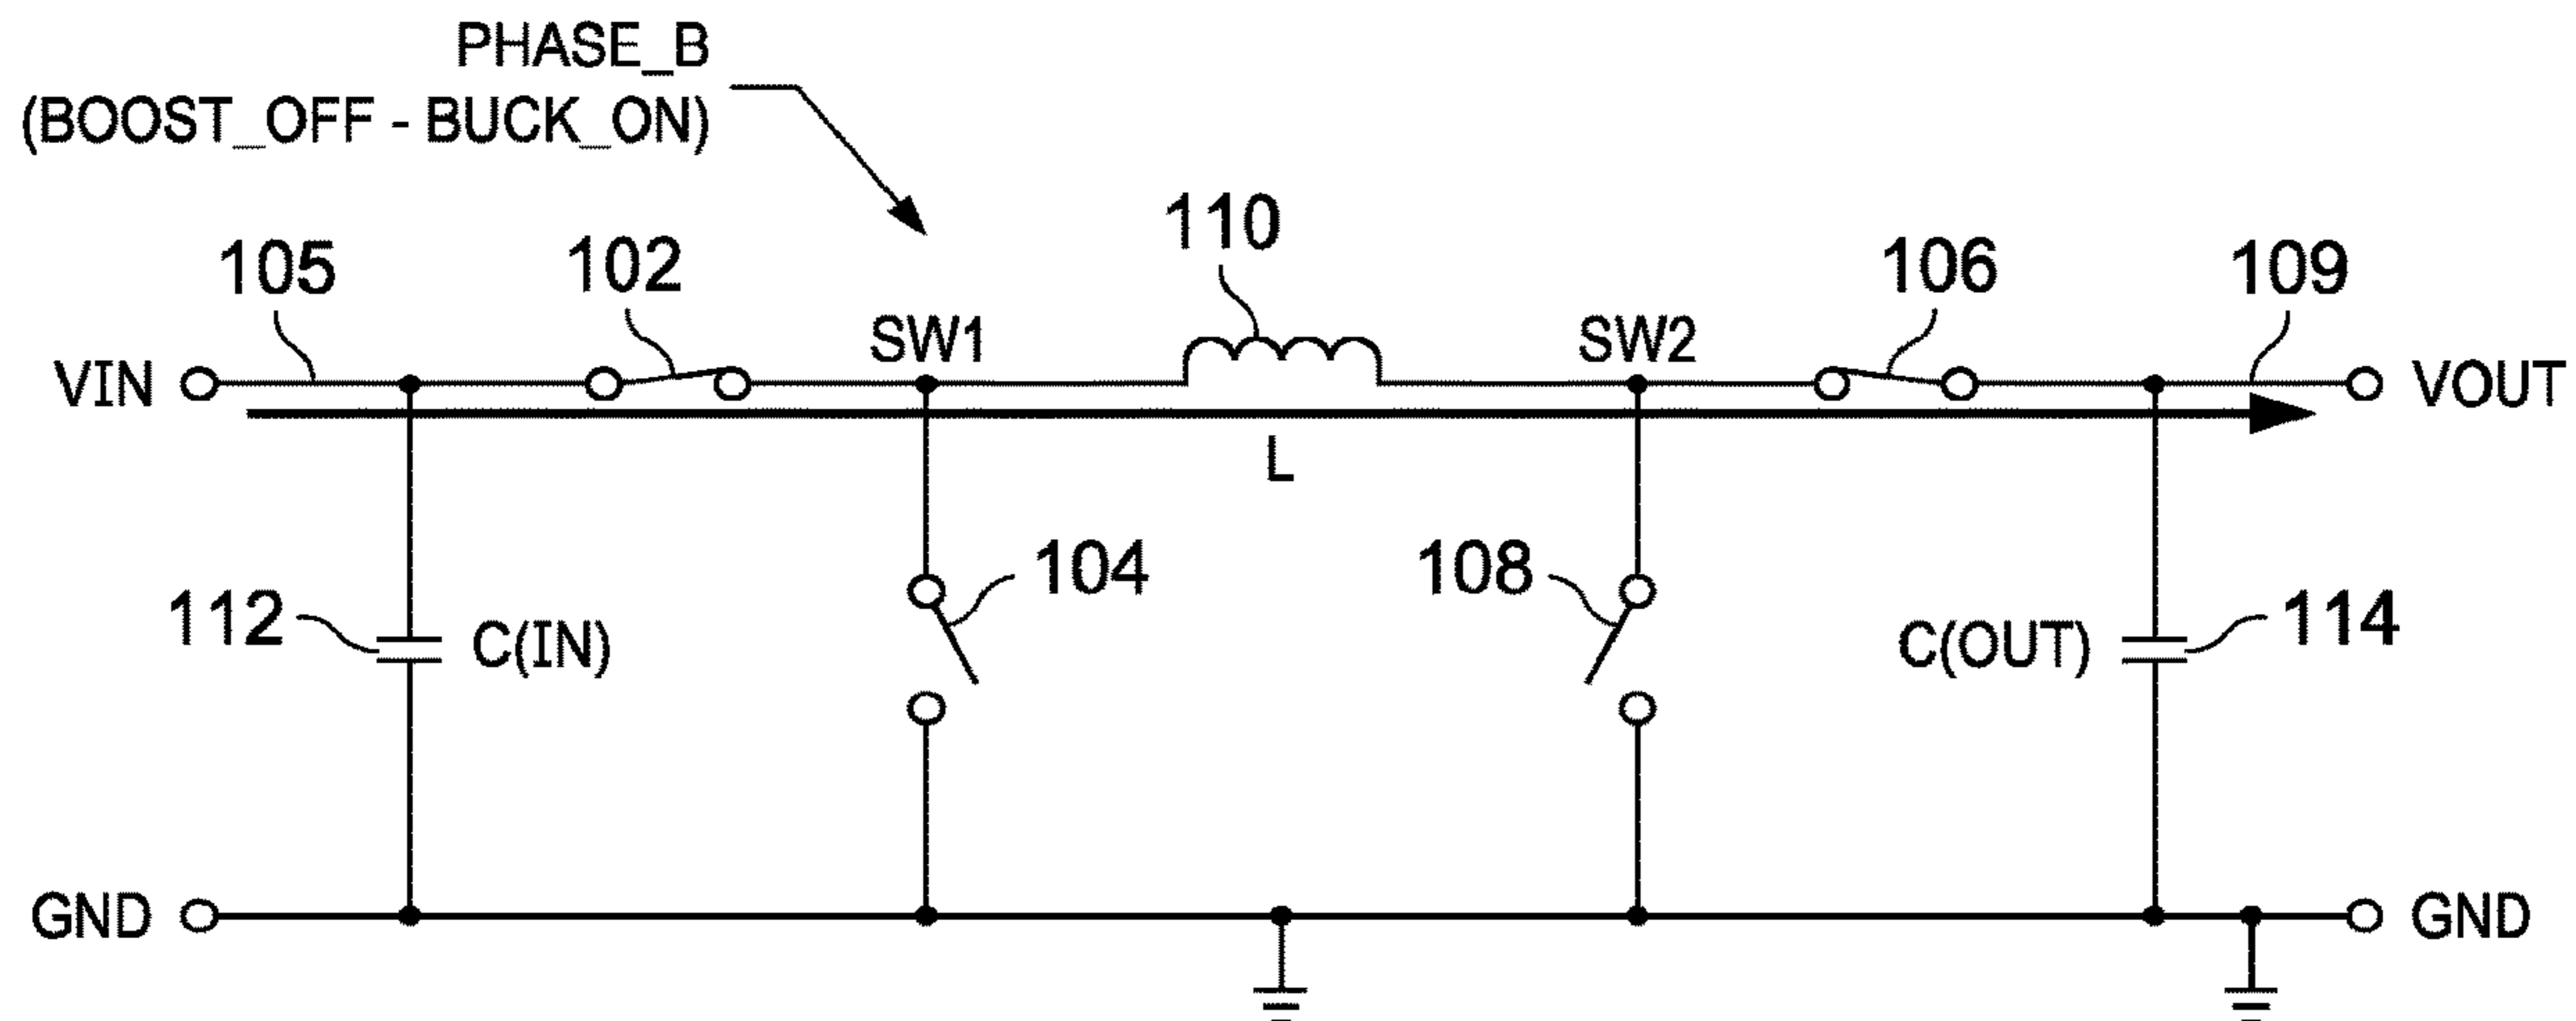 PHASE_B
(BOOST_OFF - BUCK_ON)
110
105
102
106
109
SW1
SW2
VIN
VOUT
L
104
108
112
C(IN)
C(OUT)
114
GND
GND